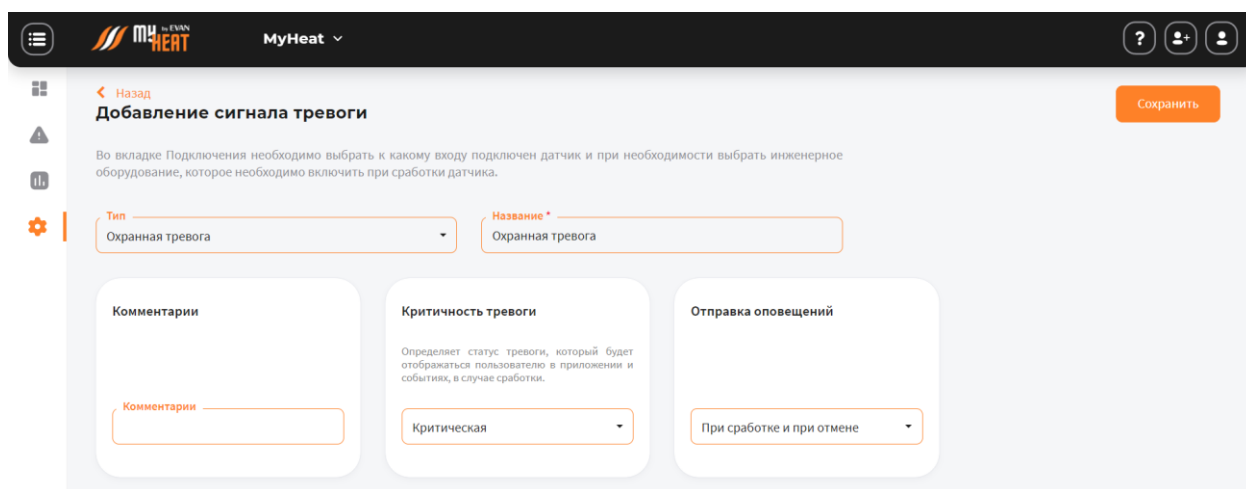 MY by EVAN
HEAT
MyHeat
?
Назад
Добавление сигнала тревоги
Сохранить
Во вкладке Подключения необходимо выбрать к какому входу подключен датчик и при необходимости выбрать инженерное
оборудование, которое необходимо включить при сработки датчика.
Тип
Охранная тревога
Название *
Охранная тревога
Комментарии
Комментарии
Критичность тревоги
Определяет статус тревоги, который будет
отображаться пользователю в приложении и
событиях, в случае сработки.
Критическая
Отправка оповещений
При сработке и при отмене